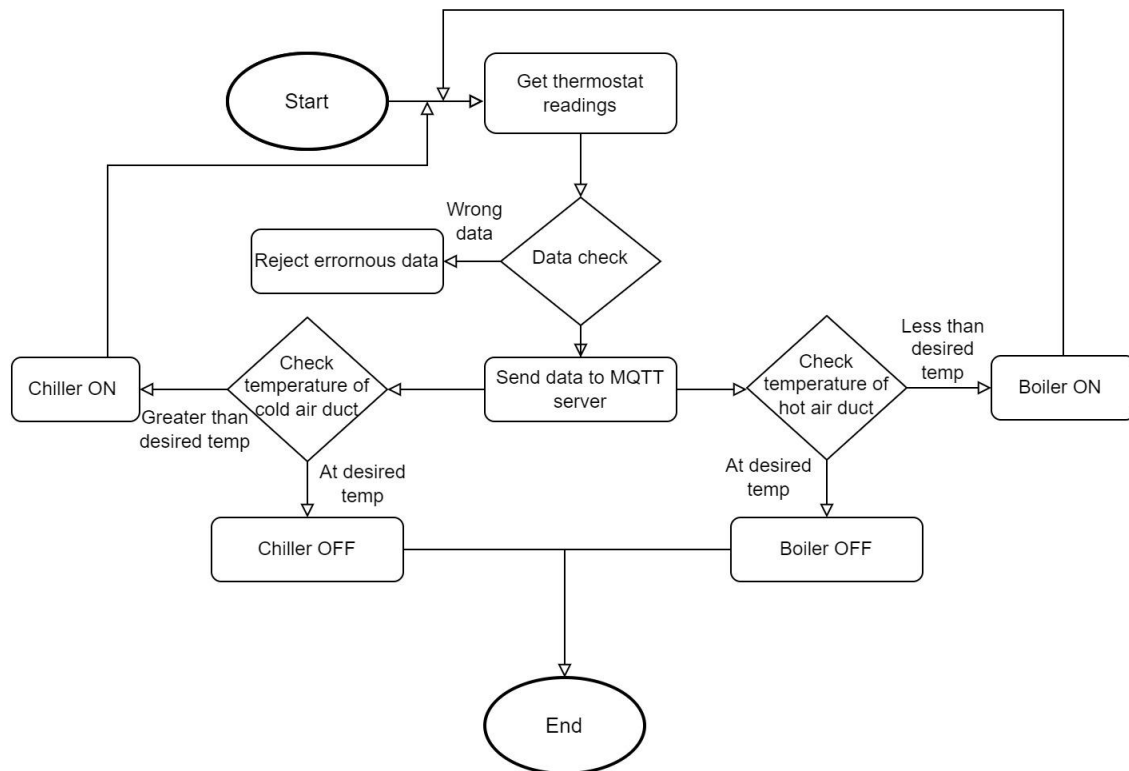 Start
Get thermostat
readings
Wrong
data
Reject errornous data
Data check
Less than
desired
temp
Chiller ON
Check
temperature of
cold air duct
Send data to MQTT
server
Check
temperature of
hot air duct
Boiler ON
Greater than
desired temp
At desired
temp
At desired
temp
Chiller OFF
Boiler OFF
End